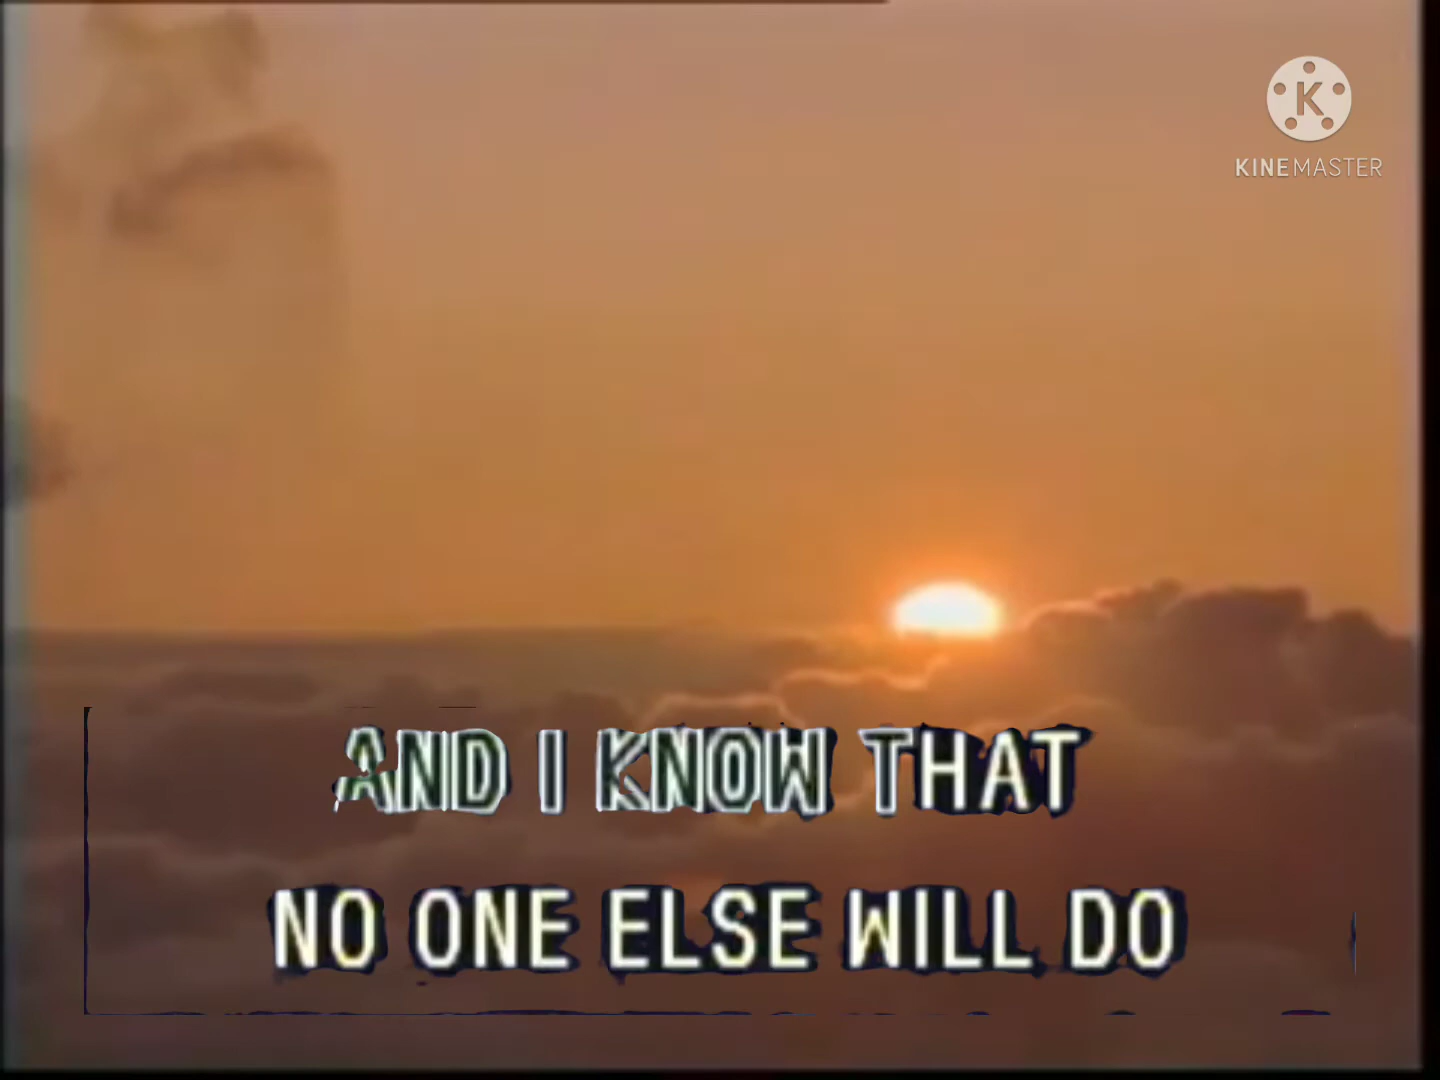 K
KINEMASTER
AND I KNOW THAT
NO ONE ELSE WILL DO